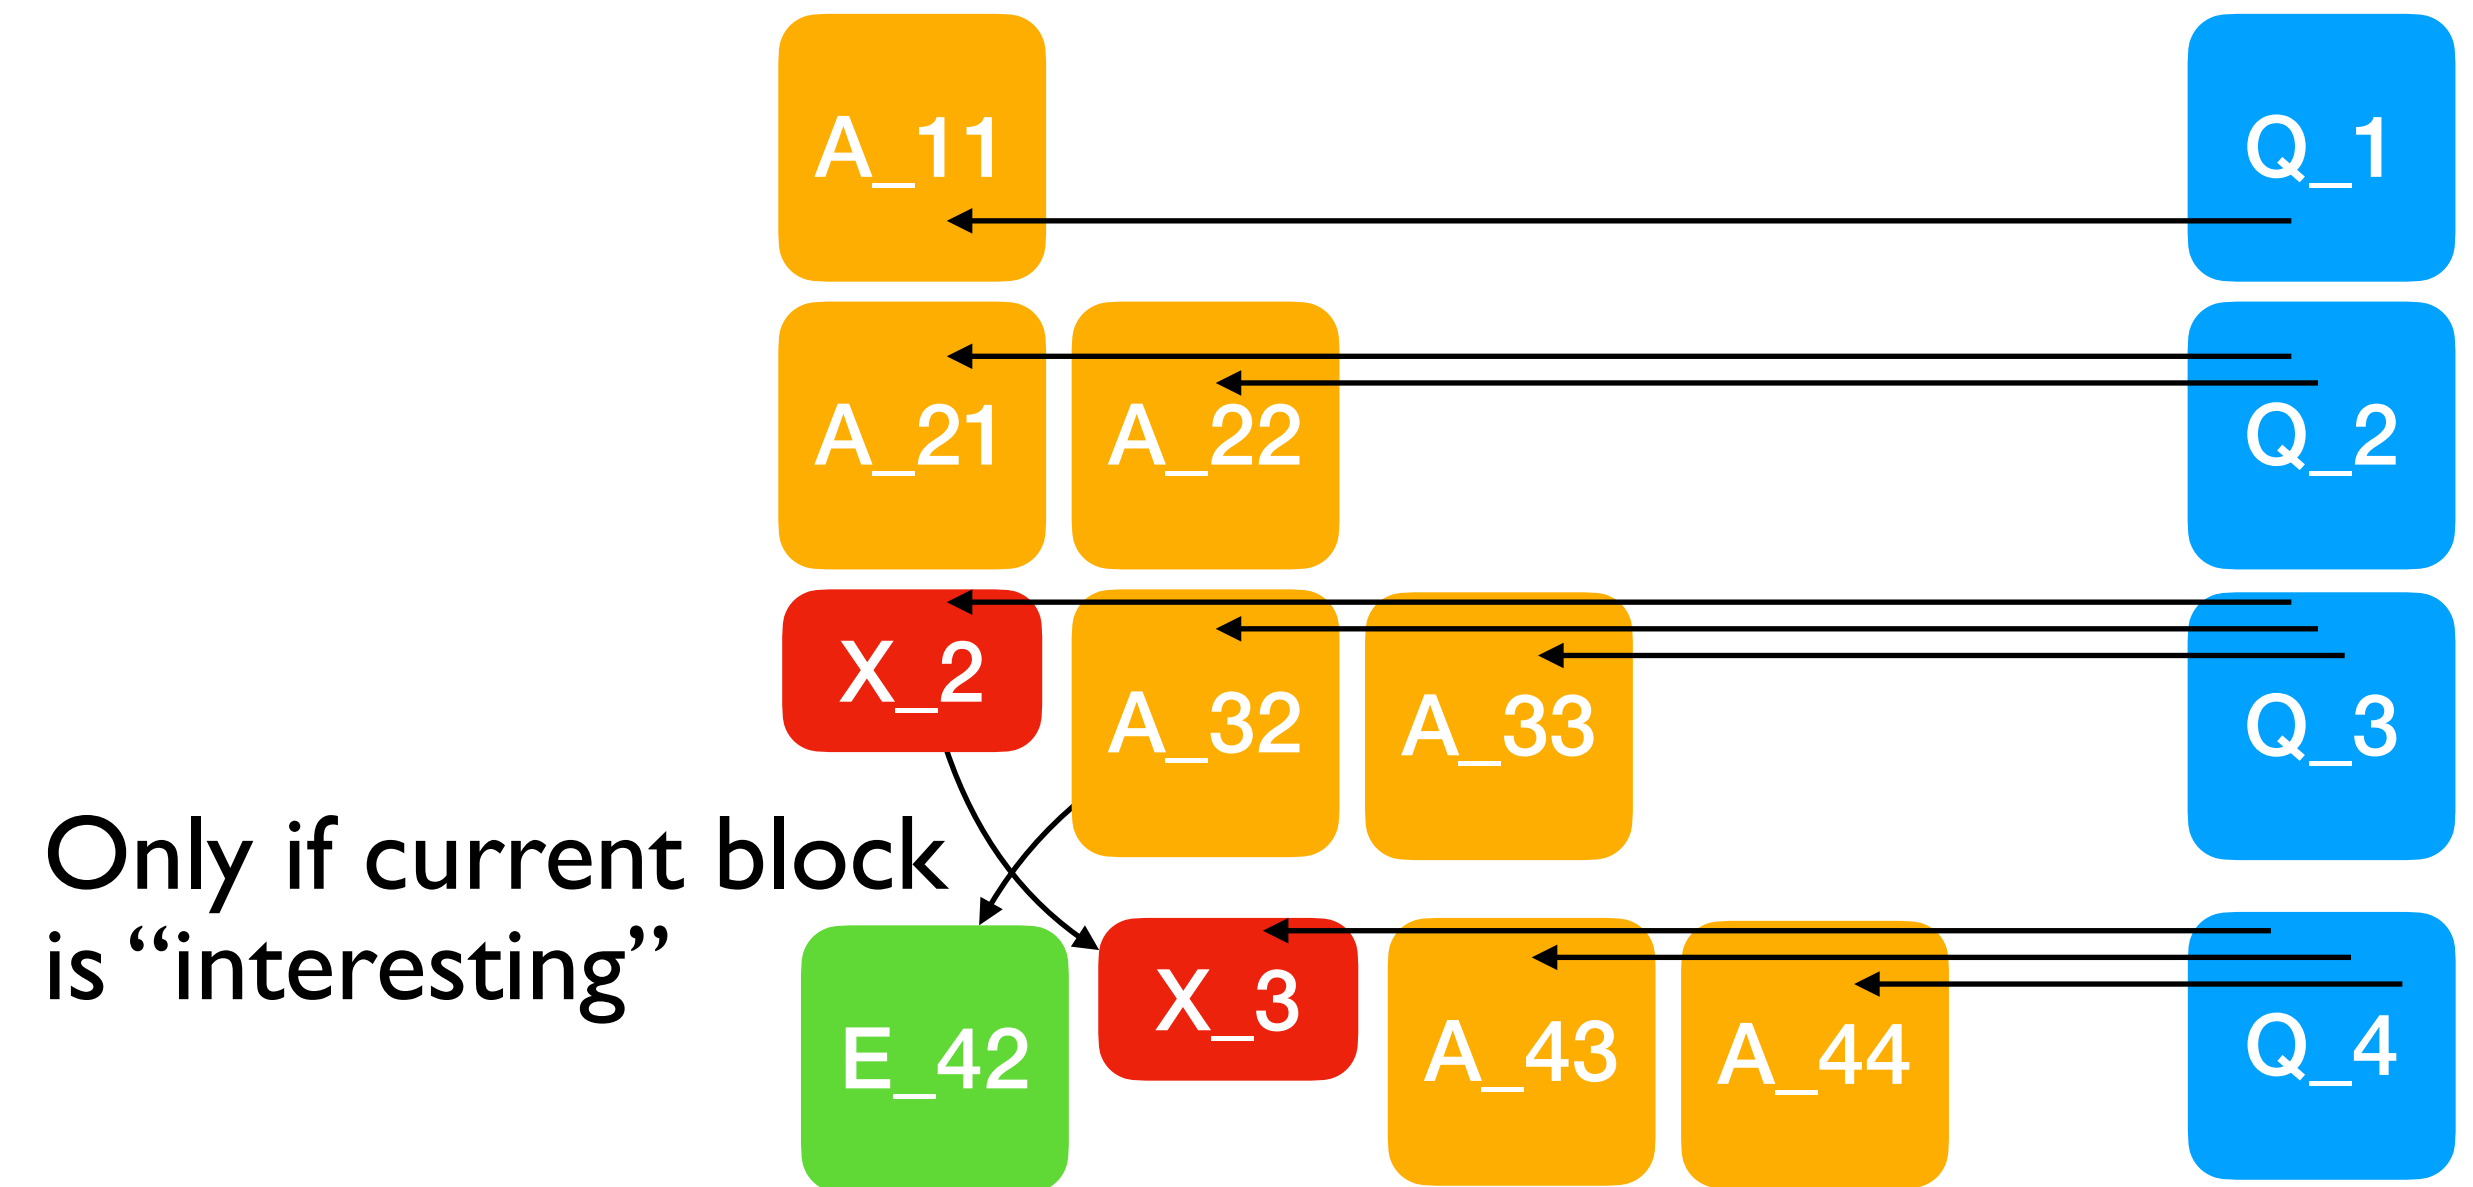 A_11
Q_1
A_21
A_22
Q_2
X_2
A_32
A_33
Q_3
Only if current block
is “interesting”
E_42
X_3
A_43
A_44
Q_4